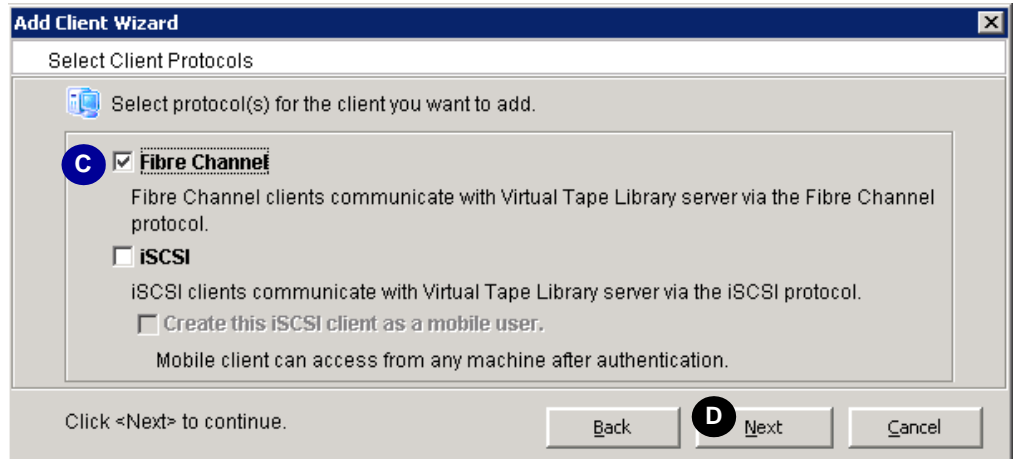 Add Client Wizard
Select Client Protocols
Select protocol(s) for the client you want to add.
C Fibre Channel
Fibre Channel clients communicate with Virtual Tape Library server via the Fibre Channel
protocol.
iSCSI
iSCSI clients communicate with Virtual Tape Library server via the iSCSI protocol.
Create this iSCSI client as a mobile user.
Mobile client can access from any machine after authentication.
Click <Next> to continue.
Back D Next Cancel